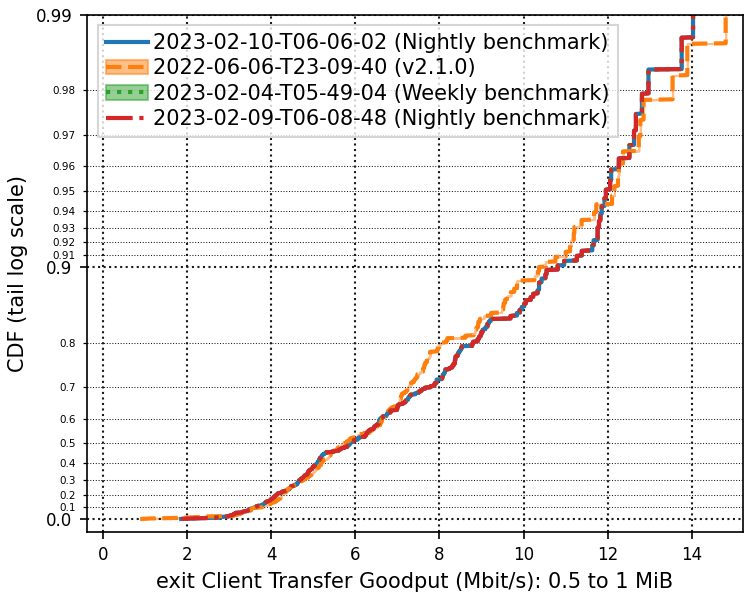 0.99
2023-02-10-T06-06-02 (Nightly benchmark)
2022-06-06-T23-09-40 (v2.1.0)
2023-02-04-T05-49-04 (Weekly benchmark)
2023-02-09-T06-08-48 (Nightly benchmark)
0.98
0.97
0.96
0.95
0.94
0.93
0.92
0.91
0.9
0.8
0.7
0.6
0.5
0.4
0.3
0.2
0.1
0.0
CDF (tail log scale)
0 2 4 6 8 10 12 14
exit Client Transfer Goodput (Mbit/s): 0.5 to 1 MiB